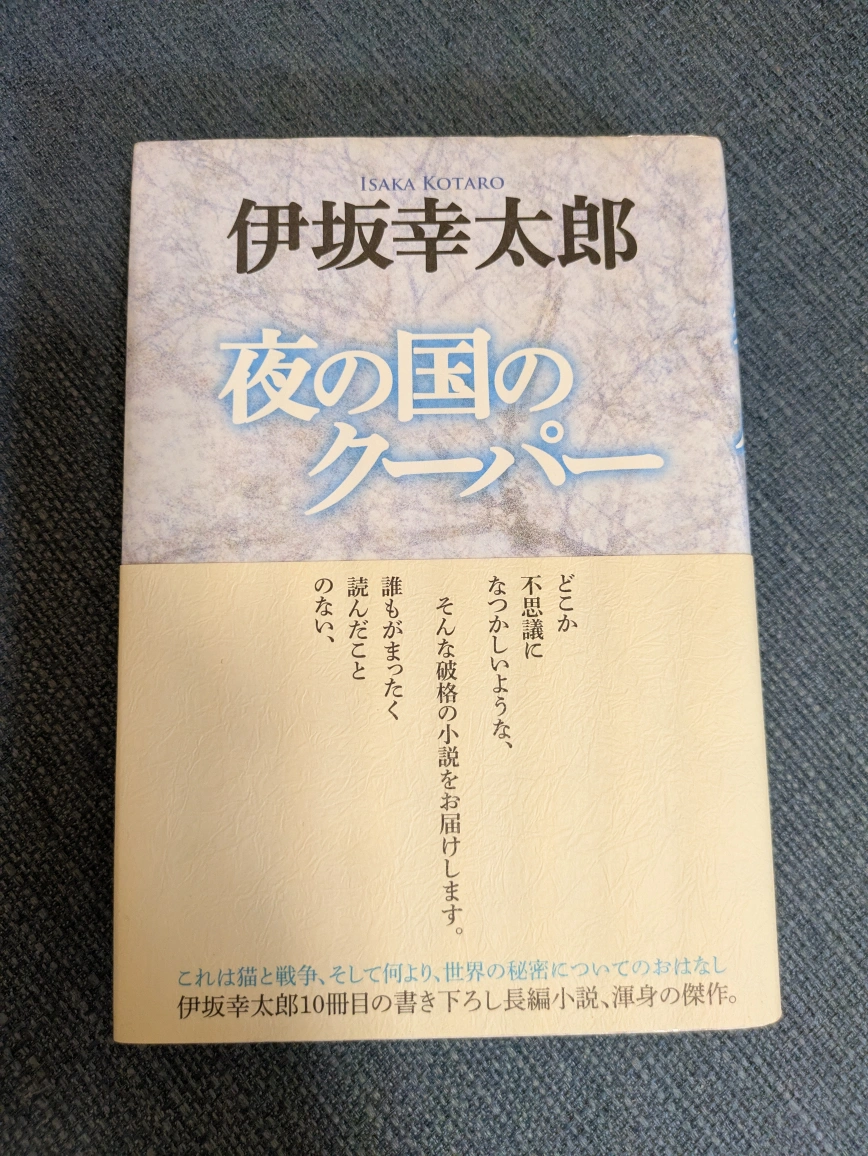 ISAKA KOTARO
伊坂幸太郎
夜の国の
クーパー
どこか
不思議に
なつかしいような、
そんな破格の小説をお届けします。
誰もがまったく
読んだこと
のない、
これは猫と戦争、そして何より、世界の秘密についてのおはなし
伊坂幸太郎10冊目の書き下ろし長編小説、渾身の傑作。